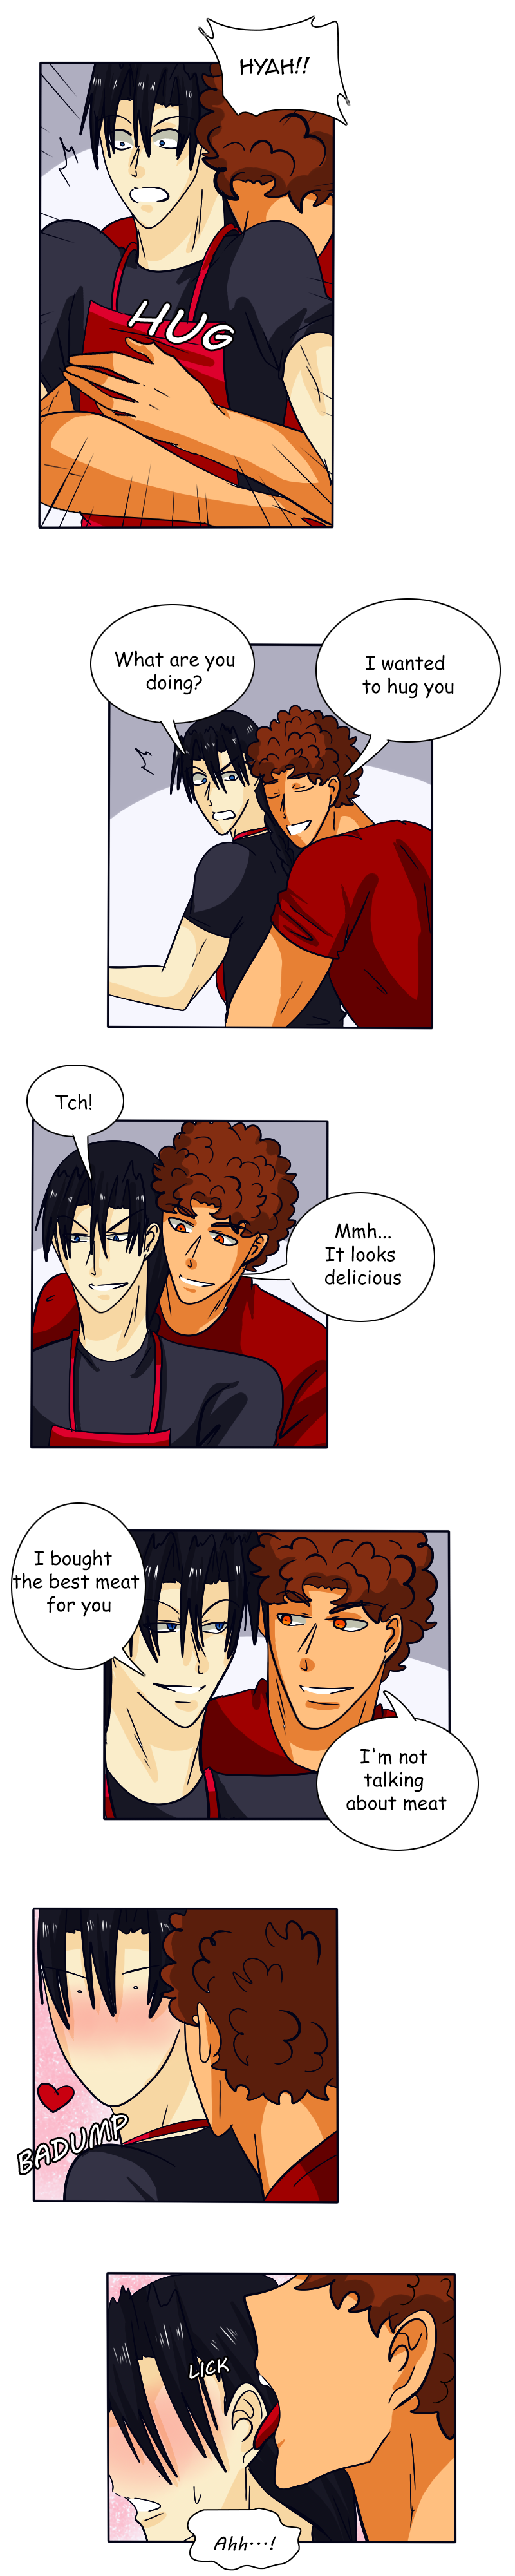 HYAH!!
HUG
What are you
doing?
I wanted
to hug you
Tch!
Mmh...
It looks
delicious
I bought
the best meat
for you
I'm not
talking
about meat
BADUMP
LICK
Ahh...!